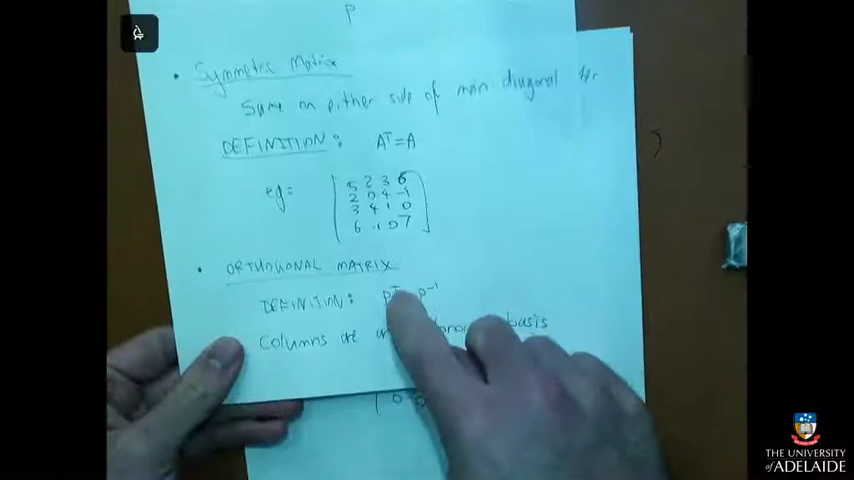 P
• Symmetric Matrix
Same on either side of main diagonal
DEFINITION: Aᵀ=A
eg:
5 2 3 6
2 0 4 -1
3 4 1 0
6 -1 0 7
• ORTHOGONAL MATRIX
DEFINITION: Pᵀ P⁻¹
Columns are basis
THE UNIVERSITY
of ADELAIDE